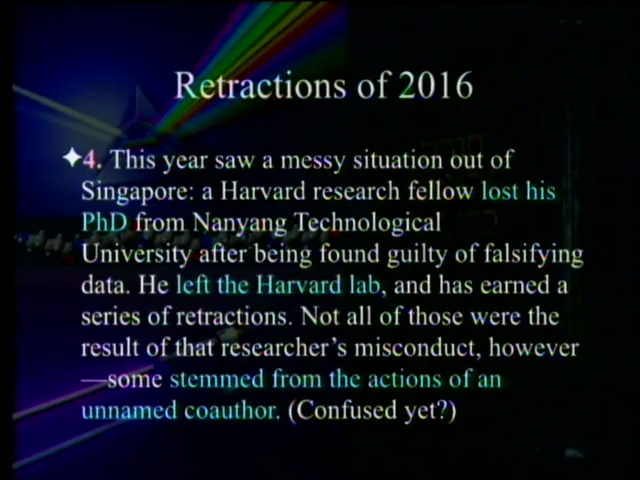 Retractions of 2016
✦4. This year saw a messy situation out of
Singapore: a Harvard research fellow lost his
PhD from Nanyang Technological
University after being found guilty of falsifying
data. He left the Harvard lab, and has earned a
series of retractions. Not all of those were the
result of that researcher’s misconduct, however
—some stemmed from the actions of an
unnamed coauthor. (Confused yet?)